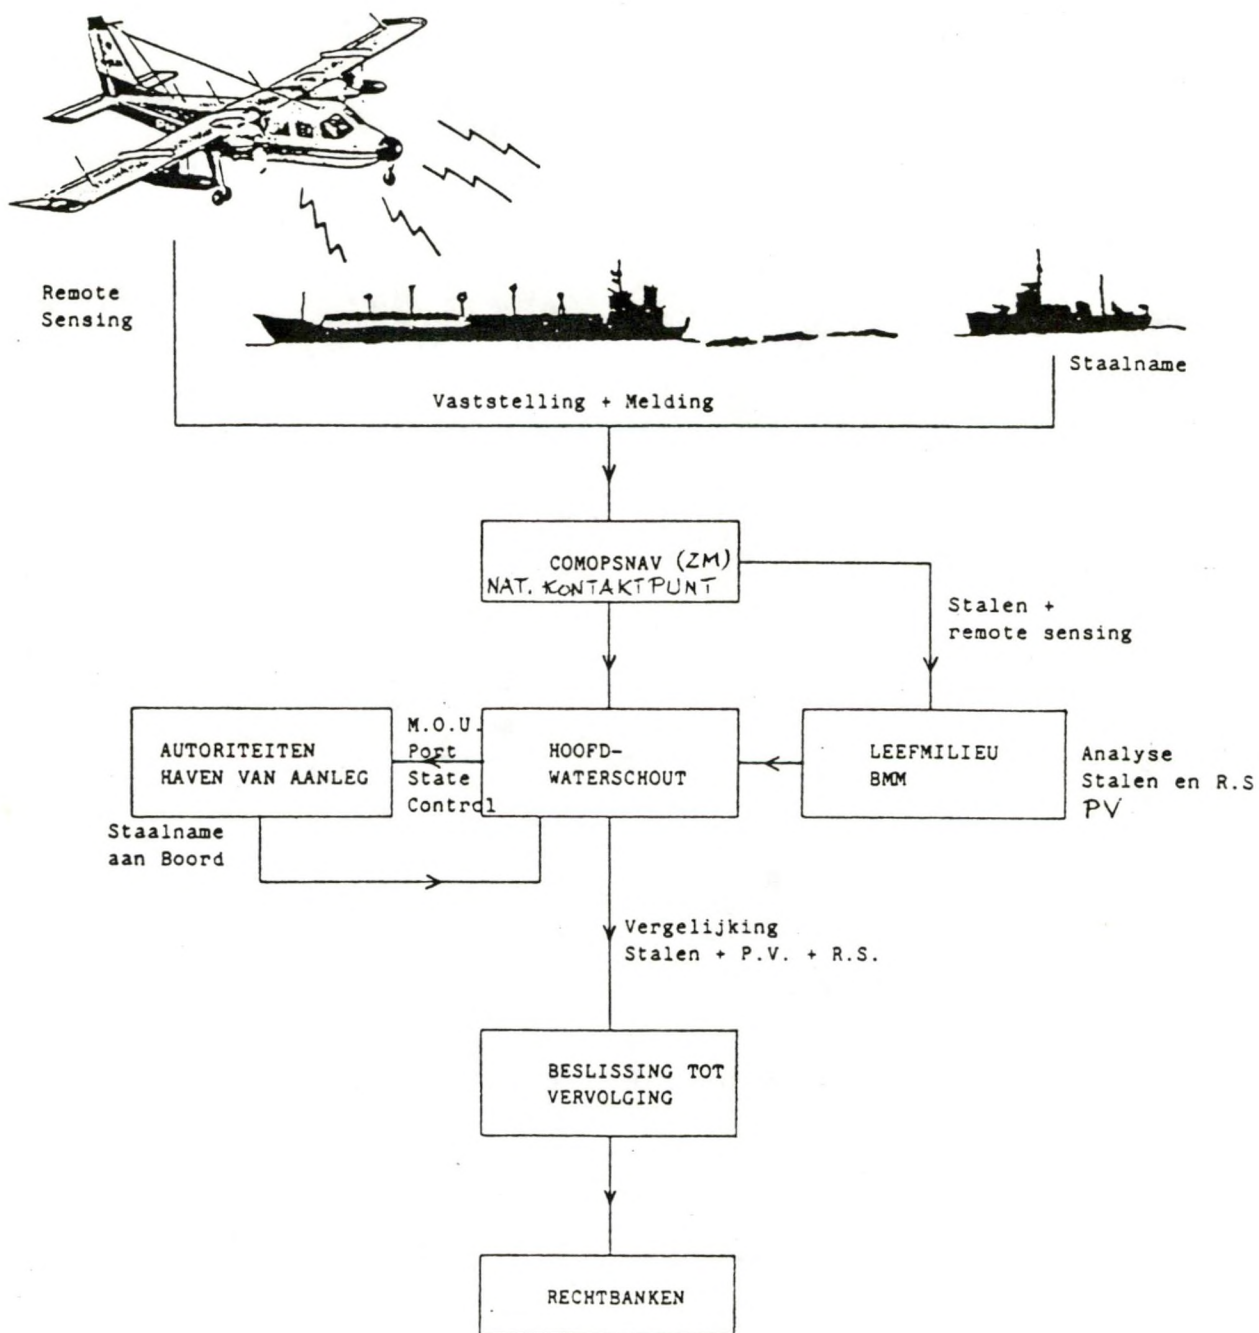 Remote
Sensing
Staalname
Vaststelling + Melding
COMOPSNAV (ZM)
NAT. KONTAKTPUNT
Stalen +
remote sensing
AUTORITEITEN
HAVEN VAN AANLEG
M.O.U.
Port
State
Control
HOOFD-
WATERSCHOUT
LEEFMILIEU
BMM
Analyse
Stalen en R.S
PV
Staalname
aan Boord
Vergelijking
Stalen + P.V. + R.S.
BESLISSING TOT
VERVOLGING
RECHTBANKEN